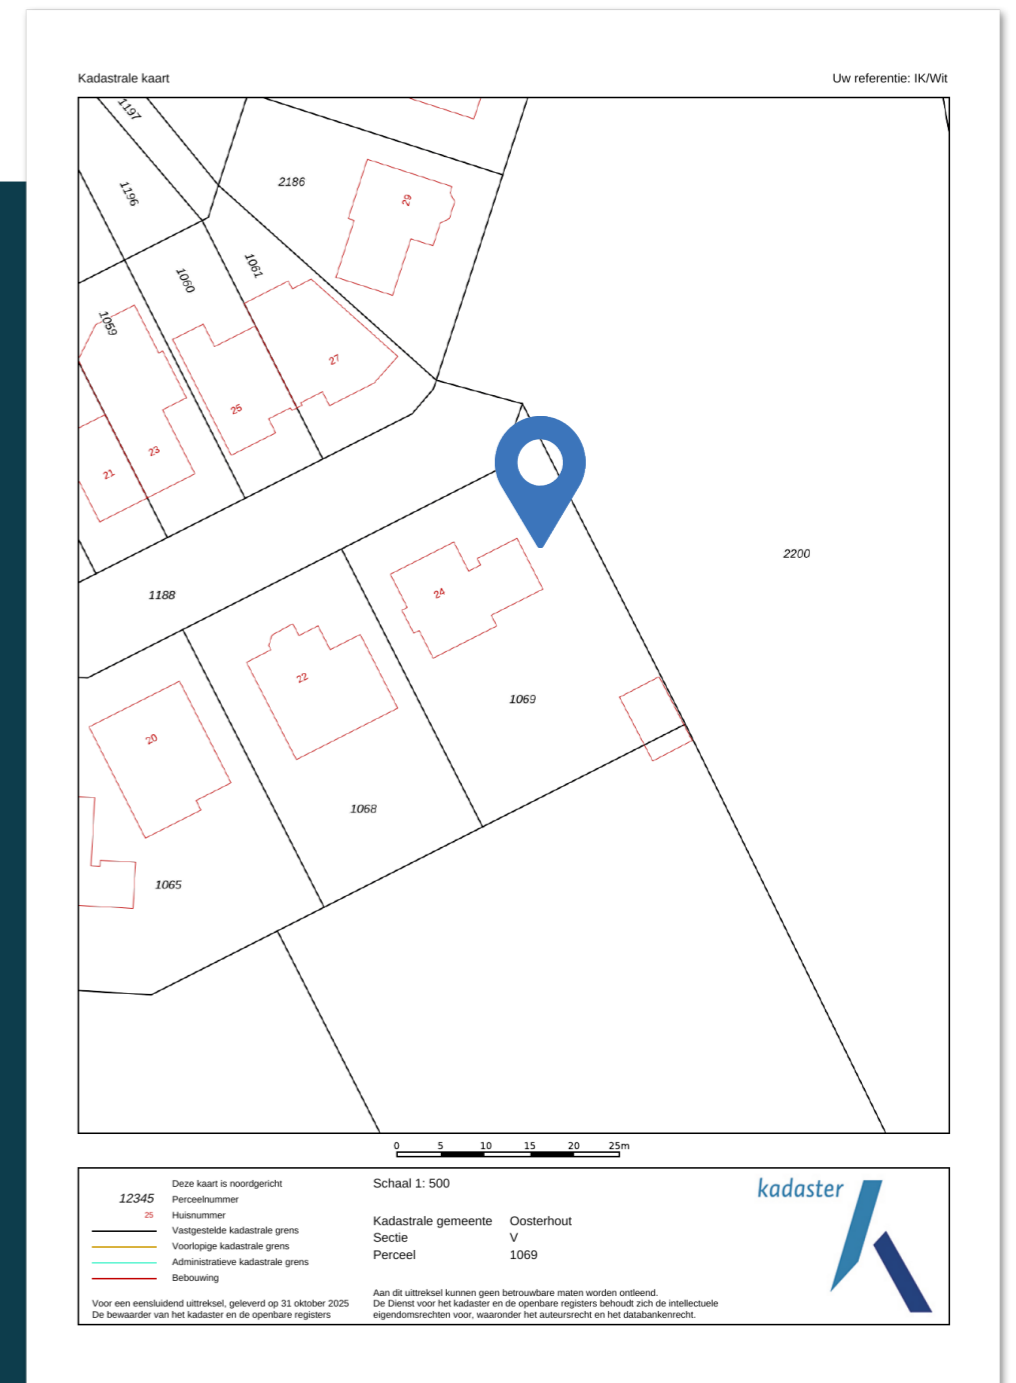 Kadastrale kaart
Uw referentie: IK/Wit
1197
1196
2186
29
1061
1060
1059
27
25
23
21
2200
1188
24
22
1069
20
1068
1065
0 5 10 15 20 25m
Deze kaart is noordgericht
12345 Perceelnummer
25 Huisnummer
Vastgestelde kadastrale grens
Voorlopige kadastrale grens
Administratieve kadastrale grens
Bebouwing
Voor een eensluidend uittreksel, geleverd op 31 oktober 2025
De bewaarder van het kadaster en de openbare registers
Schaal 1: 500
Kadastrale gemeente Oosterhout
Sectie V
Perceel 1069
Aan dit uittreksel kunnen geen betrouwbare maten worden ontleend.
De Dienst voor het kadaster en de openbare registers behoudt zich de intellectuele
eigendomsrechten voor, waaronder het auteursrecht en het databankenrecht.
kadaster